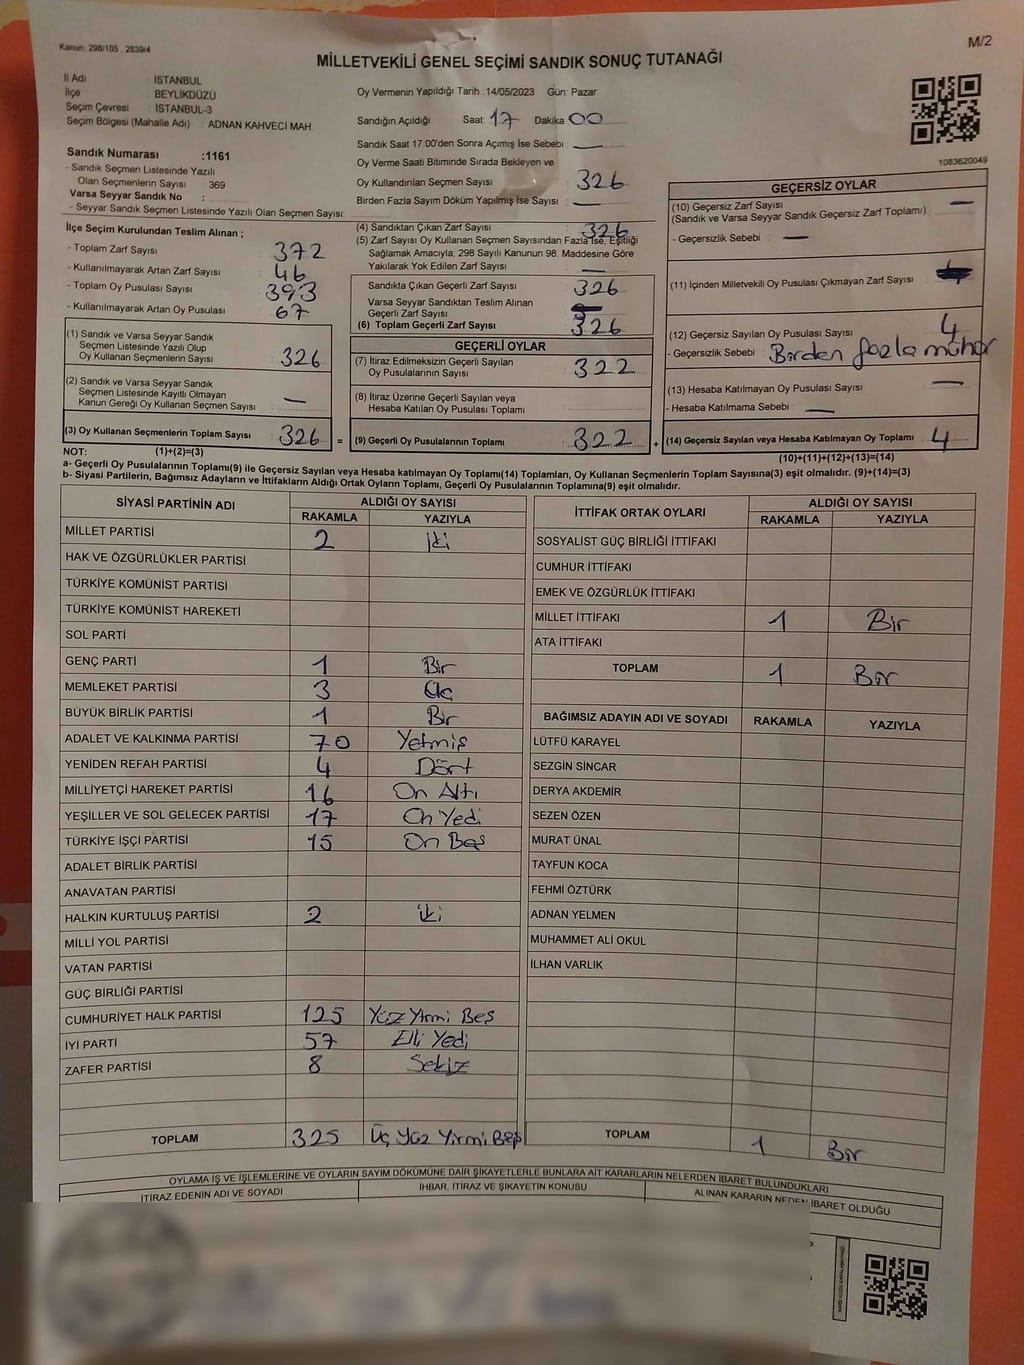 Kanun: 298/105 , 2839/4
M/2
MİLLETVEKİLİ GENEL SEÇİMİ SANDIK SONUÇ TUTANAĞI
İl Adı İSTANBUL
İlçe BEYLİKDÜZÜ
Seçim Çevresi : İSTANBUL-3
Seçim Bölgesi (Mahalle Adı) : ADNAN KAHVECİ MAH
Sandık Numarası :1161
- Sandık Seçmen Listesinde Yazılı
Olan Seçmenlerin Sayısı : 369
Varsa Seyyar Sandık No :
- Seyyar Sandık Seçmen Listesinde Yazılı Olan Seçmen Sayısı:
Oy Vermenin Yapıldığı Tarih :14/05/2023 Gün: Pazar
Sandığın Açıldığı Saat: 17 Dakika 00
Sandık Saat 17:00'den Sonra Açımış İse Sebebi : —
Oy Verme Saati Bitiminde Sırada Bekleyen ve
Oy Kullandırılan Seçmen Sayısı 326
Birden Fazla Sayım Döküm Yapılmış İse Sayısı : —
1083620049
İlçe Seçim Kurulundan Teslim Alınan ;
- Toplam Zarf Sayısı : 372
- Kullanılmayarak Artan Zarf Sayısı : 46
- Toplam Oy Pusulası Sayısı : 393
- Kullanılmayarak Artan Oy Pusulası : 67
(1) Sandık ve Varsa Seyyar Sandık
Seçmen Listesinde Yazılı Olup
Oy Kullanan Seçmenlerin Sayısı : 326
(2) Sandık ve Varsa Seyyar Sandık
Seçmen Listesinde Kayıtlı Olmayan
Kanun Gereği Oy Kullanan Seçmen Sayısı : —
(3) Oy Kullanan Seçmenlerin Toplam Sayısı : 326 =
(4) Sandıktan Çıkan Zarf Sayısı : 326
(5) Zarf Sayısı Oy Kullanan Seçmen Sayısından Fazla İse, Eşitliği
Sağlamak Amacıyla, 298 Sayılı Kanunun 98. Maddesine Göre
Yakılarak Yok Edilen Zarf Sayısı : —
Sandıkta Çıkan Geçerli Zarf Sayısı : 326
Varsa Seyyar Sandıktan Teslim Alınan
Geçerli Zarf Sayısı :
(6) Toplam Geçerli Zarf Sayısı : 326
GEÇERLİ OYLAR
(7) İtiraz Edilmeksizin Geçerli Sayılan
Oy Pusulalarının Sayısı : 322
(8) İtiraz Üzerine Geçerli Sayılan veya
Hesaba Katılan Oy Pusulası Toplamı
(9) Geçerli Oy Pusulalarının Toplamı : 322 +
GEÇERSİZ OYLAR
(10) Geçersiz Zarf Sayısı —
(Sandık ve Varsa Seyyar Sandık Geçersiz Zarf Toplamı)
- Geçersizlik Sebebi : —
(11) İçinden Milletvekili Oy Pusulası Çıkmayan Zarf Sayısı :
(12) Geçersiz Sayılan Oy Pusulası Sayısı : 4
- Geçersizlik Sebebi : Birden fazla mühür
(13) Hesaba Katılmayan Oy Pusulası Sayısı : —
- Hesaba Katılmama Sebebi : —
(14) Geçersiz Sayılan veya Hesaba Katılmayan Oy Toplamı : 4
NOT: (1)+(2)=(3)
(10)+(11)+(12)+(13)=(14)
a- Geçerli Oy Pusulalarının Toplamı(9) ile Geçersiz Sayılan veya Hesaba katılmayan Oy Toplamı(14) Toplamları, Oy Kullanan Seçmenlerin Toplam Sayısına(3) eşit olmalıdır. (9)+(14)=(3)
b- Siyasi Partilerin, Bağımsız Adayların ve İttifakların Aldığı Ortak Oyların Toplamı, Geçerli Oy Pusulalarının Toplamına(9) eşit olmalıdır.
SİYASİ PARTİNİN ADI ALDIĞI OY SAYISI
RAKAMLA YAZIYLA
MİLLET PARTİSİ 2 iki
HAK VE ÖZGÜRLÜKLER PARTİSİ
TÜRKİYE KOMÜNİST PARTİSİ
TÜRKİYE KOMÜNİST HAREKETİ
SOL PARTİ
GENÇ PARTİ 1 Bir
MEMLEKET PARTİSİ 3 Üç
BÜYÜK BİRLİK PARTİSİ 1 Bir
ADALET VE KALKINMA PARTİSİ 70 Yetmiş
YENİDEN REFAH PARTİSİ 4 Dört
MİLLİYETÇİ HAREKET PARTİSİ 16 On Altı
YEŞİLLER VE SOL GELECEK PARTİSİ 17 On Yedi
TÜRKİYE İŞÇİ PARTİSİ 15 On Beş
ADALET BİRLİK PARTİSİ
ANAVATAN PARTİSİ
HALKIN KURTULUŞ PARTİSİ 2 iki
MİLLİ YOL PARTİSİ
VATAN PARTİSİ
GÜÇ BİRLİĞİ PARTİSİ
CUMHURİYET HALK PARTİSİ 125 Yüz Yirmi Beş
İYİ PARTİ 57 Elli Yedi
ZAFER PARTİSİ 8 Sekiz
TOPLAM 325 Üç Yüz Yirmi Beş
İTTİFAK ORTAK OYLARI ALDIĞI OY SAYISI
RAKAMLA YAZIYLA
SOSYALİST GÜÇ BİRLİĞİ İTTİFAKI
CUMHUR İTTİFAKI
EMEK VE ÖZGÜRLÜK İTTİFAKI
MİLLET İTTİFAKI 1 Bir
ATA İTTİFAKI
TOPLAM 1 Bir
BAĞIMSIZ ADAYIN ADI VE SOYADI RAKAMLA YAZIYLA
LÜTFÜ KARAYEL
SEZGİN SİNCAR
DERYA AKDEMİR
SEZEN ÖZEN
MURAT ÜNAL
TAYFUN KOCA
FEHMİ ÖZTÜRK
ADNAN YELMEN
MUHAMMET ALİ OKUL
İLHAN VARLIK
TOPLAM 1 Bir
OYLAMA İŞ VE İŞLEMLERİNE VE OYLARIN SAYIM DÖKÜMÜNE DAİR ŞİKAYETLERLE BUNLARA AİT KARARLARIN NELERDEN İBARET BULUNDUKLARI
İTİRAZ EDENİN ADI VE SOYADI İHBAR, İTİRAZ VE ŞİKAYETİN KONUSU ALINAN KARARIN NEDEN İBARET OLDUĞU